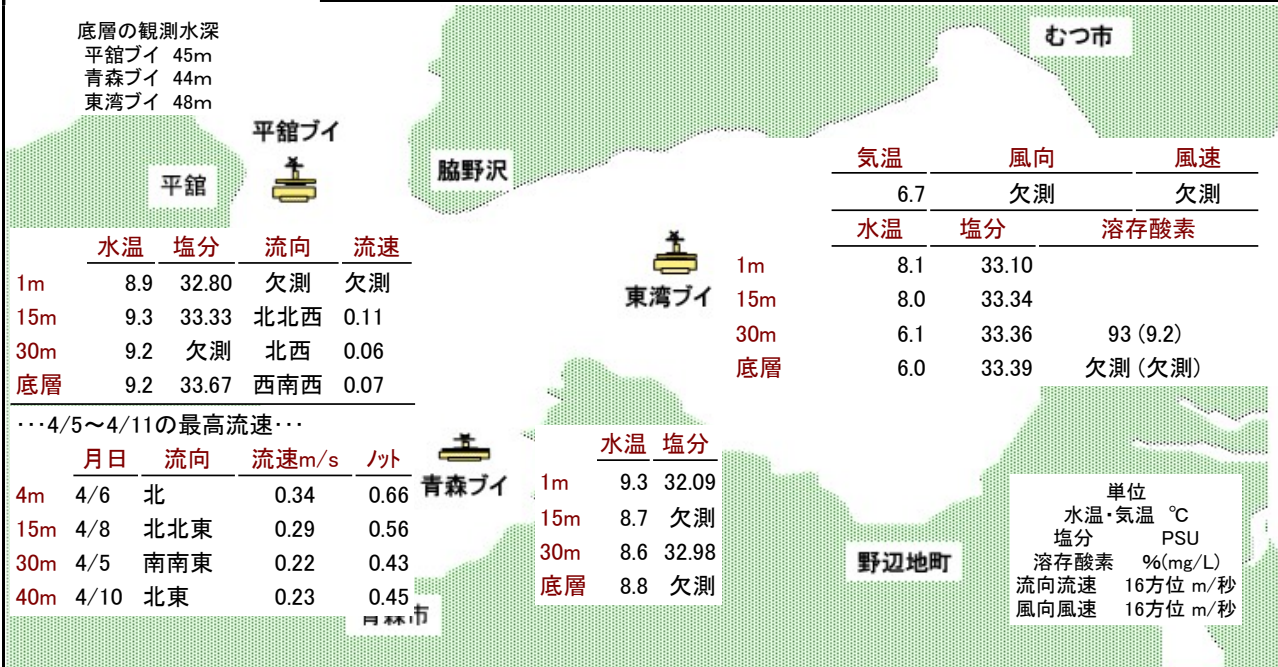 底層の観測水深
平舘ブイ 45m
青森ブイ 44m
東湾ブイ 48m
むつ市
平舘ブイ
平舘
脇野沢
気温 風向 風速
6.7 欠測 欠測
水温 塩分 溶存酸素
1m 8.1 33.10
15m 8.0 33.34
30m 6.1 33.36 93 (9.2)
底層 6.0 33.39 欠測 (欠測)
東湾ブイ
水温 塩分 流向 流速
1m 8.9 32.80 欠測 欠測
15m 9.3 33.33 北北西 0.11
30m 9.2 欠測 北西 0.06
底層 9.2 33.67 西南西 0.07
…4/5～4/11の最高流速…
月日 流向 流速m/s ノット
4m 4/6 北 0.34 0.66
15m 4/8 北北東 0.29 0.56
30m 4/5 南南東 0.22 0.43
40m 4/10 北東 0.23 0.45
青森市
青森ブイ
水温 塩分
1m 9.3 32.09
15m 8.7 欠測
30m 8.6 32.98
底層 8.8 欠測
野辺地町
単位
水温・気温 ℃
塩分 PSU
溶存酸素 %(mg/L)
流向流速 16方位 m/秒
風向風速 16方位 m/秒